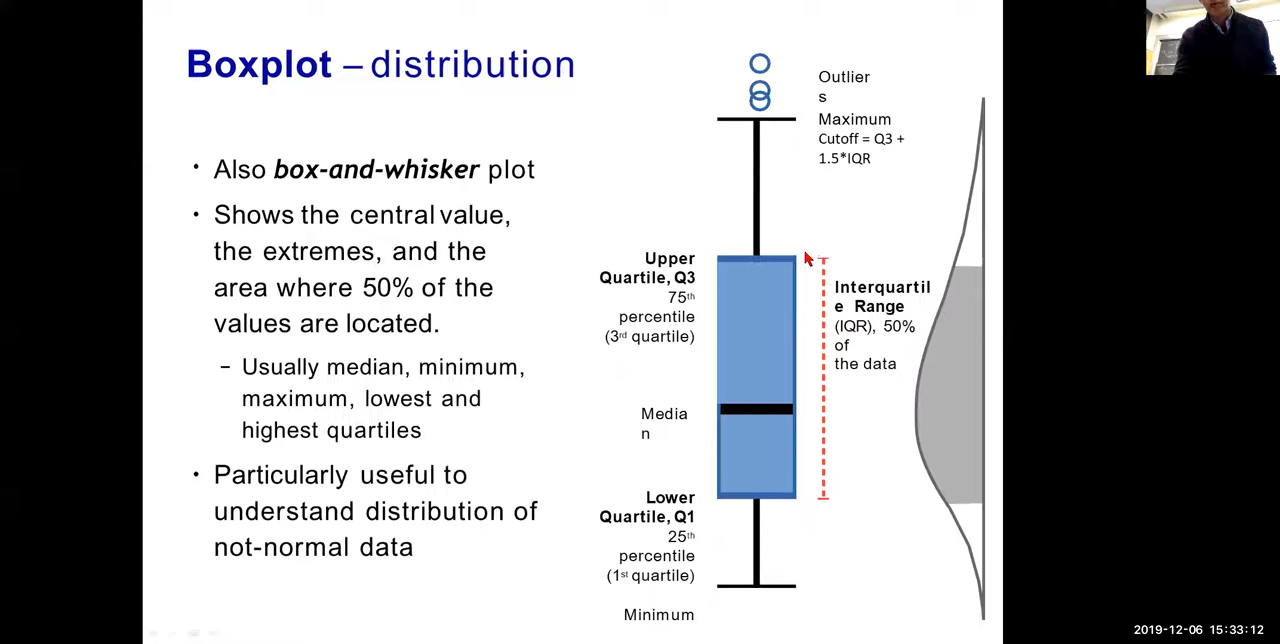 Boxplot – distribution
• Also box-and-whisker plot
• Shows the central value,
the extremes, and the
area where 50% of the
values are located.
– Usually median, minimum,
maximum, lowest and
highest quartiles
• Particularly useful to
understand distribution of
not-normal data
Outlier
s
Maximum
Cutoff = Q3 +
1.5*IQR
Upper
Quartile, Q3
75th
percentile
(3rd quartile)
Interquartil
e Range
(IQR), 50%
of
the data
Media
n
Lower
Quartile, Q1
25th
percentile
(1st quartile)
Minimum
2019-12-06 15:33:12